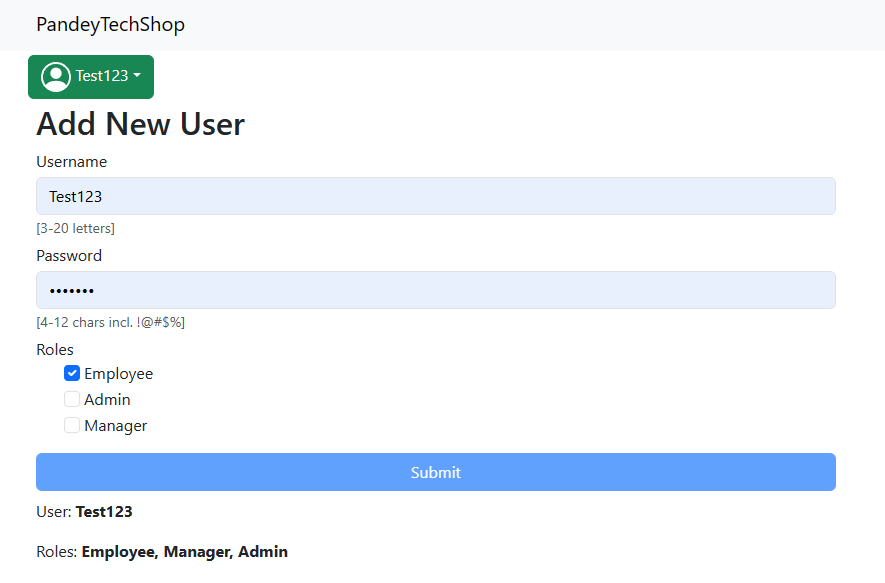 PandeyTechShop
Test123
Add New User
Username
Test123
[3-20 letters]
Password
•••••••
[4-12 chars incl. !@#$%]
Roles
Employee
Admin
Manager
Submit
User: Test123
Roles: Employee, Manager, Admin